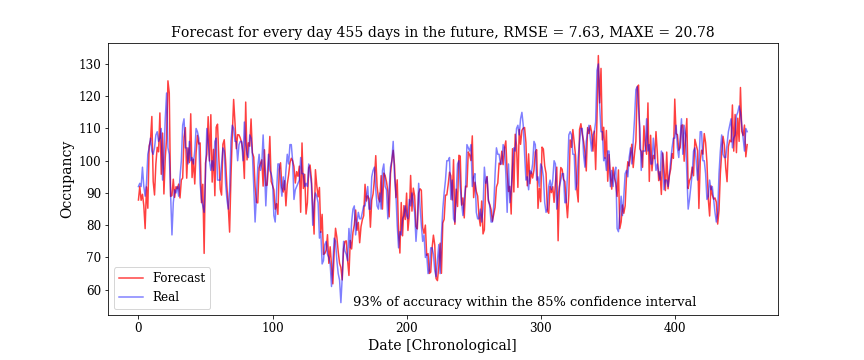 Forecast for every day 455 days in the future, RMSE = 7.63, MAXE = 20.78
Occupancy
130
120
110
100
90
80
70
60
Forecast
Real
93% of accuracy within the 85% confidence interval
0
100
200
300
400
Date [Chronological]